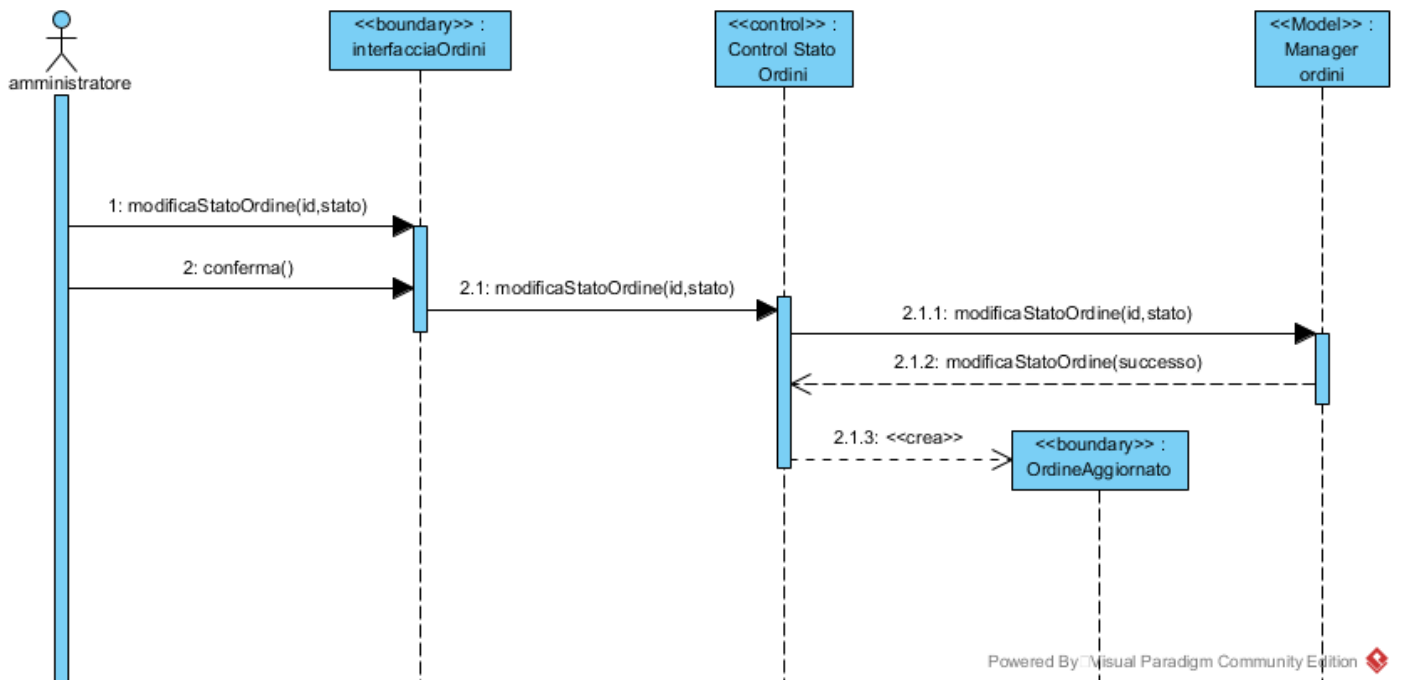 amministratore
<<boundary>> :
interfacciaOrdini
<<control>> :
Control Stato
Ordini
<<Model>> :
Manager
ordini
1: modificaStatoOrdine(id,stato)
2: conferma()
2.1: modificaStatoOrdine(id,stato)
2.1.1: modificaStatoOrdine(id,stato)
2.1.2: modificaStatoOrdine(successo)
2.1.3: <<crea>>
<<boundary>> :
OrdineAggiornato
Powered By Visual Paradigm Community Edition